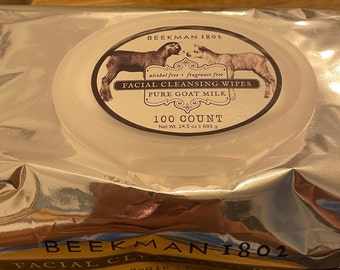 BEEKMAN 1802
alcohol free • fragrance free
FACIAL CLEANSING WIPES
PURE GOAT MILK
100 COUNT
Net Wt. 24.5 oz | 695 g
BEEKMAN 1802
FACIAL